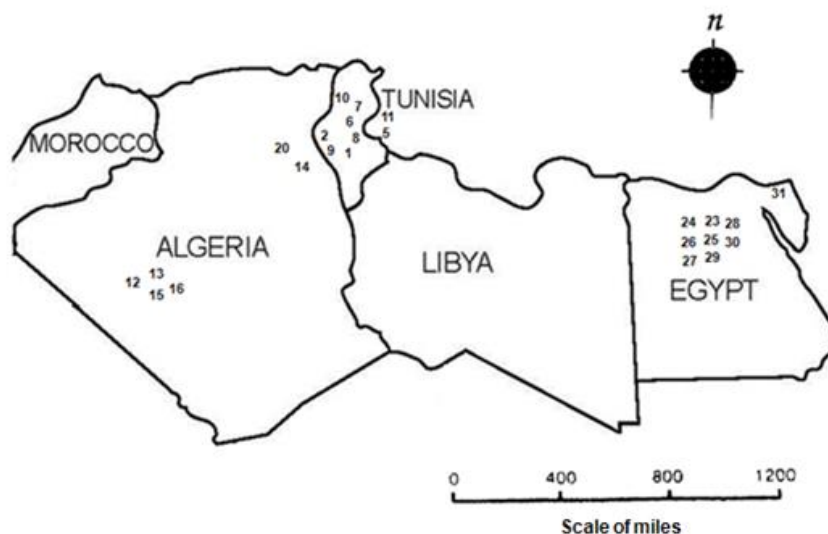 n
10
7
TUNISIA
11
6
5
2
8
MOROCCO
20
9
1
14
31
24 23 28
ALGERIA
26 25 30
LIBYA
27 29
13
12
16
15
EGYPT
0 400 800 1200
Scale of miles